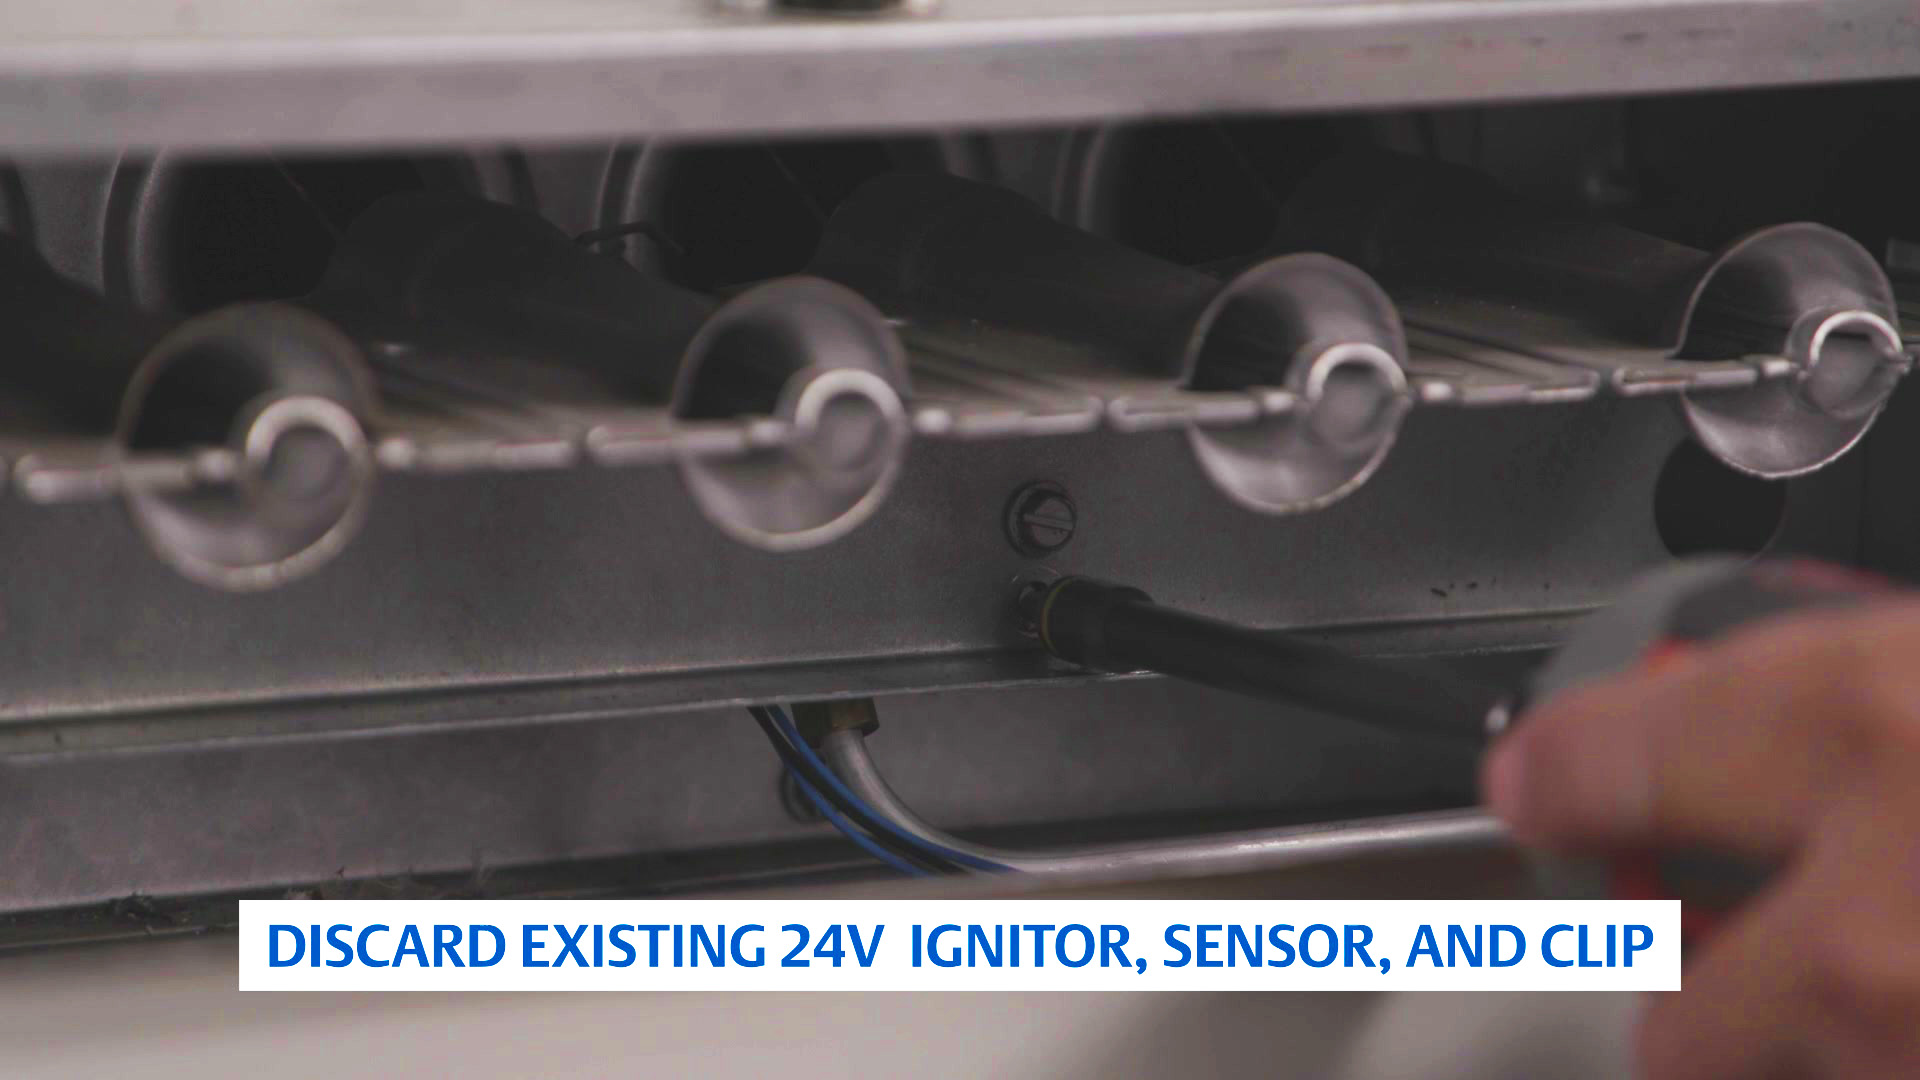 DISCARD EXISTING 24V IGNITOR, SENSOR, AND CLIP